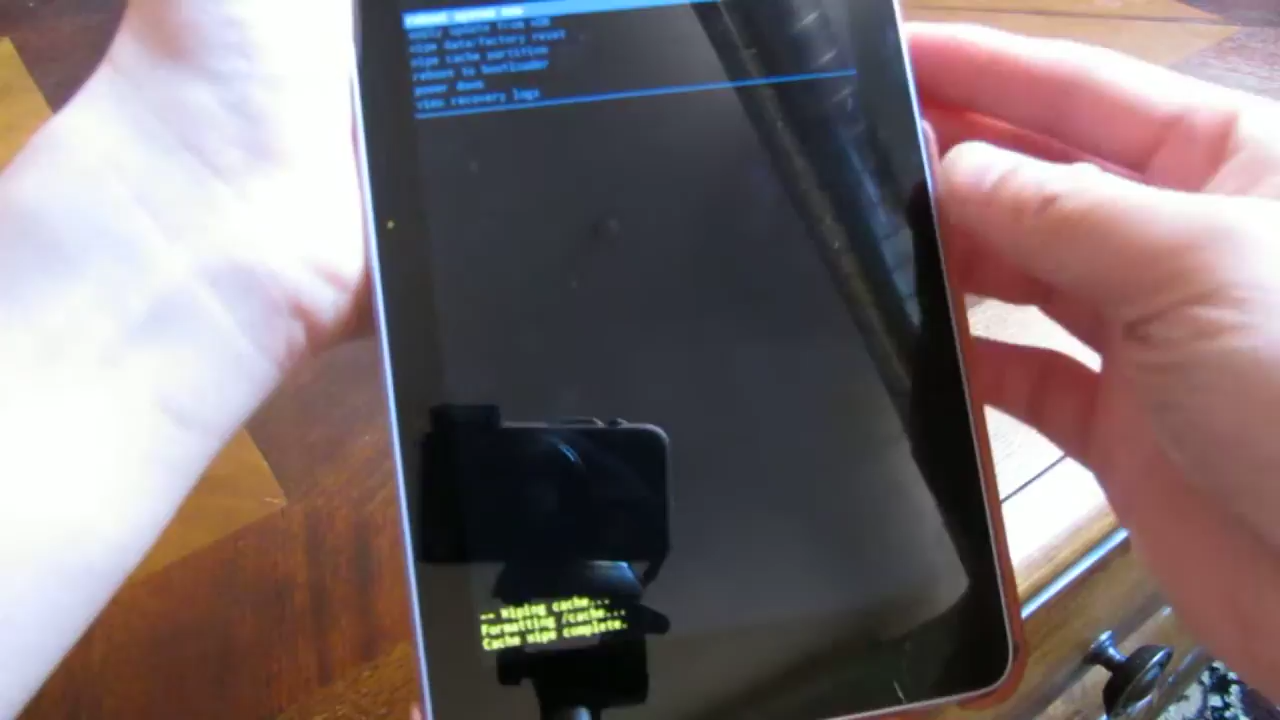 reboot system now
apply update from ADB
wipe data/factory reset
wipe cache partition
reboot to bootloader
power down
view recovery logs
-- Wiping cache...
Formatting /cache...
Cache wipe complete.